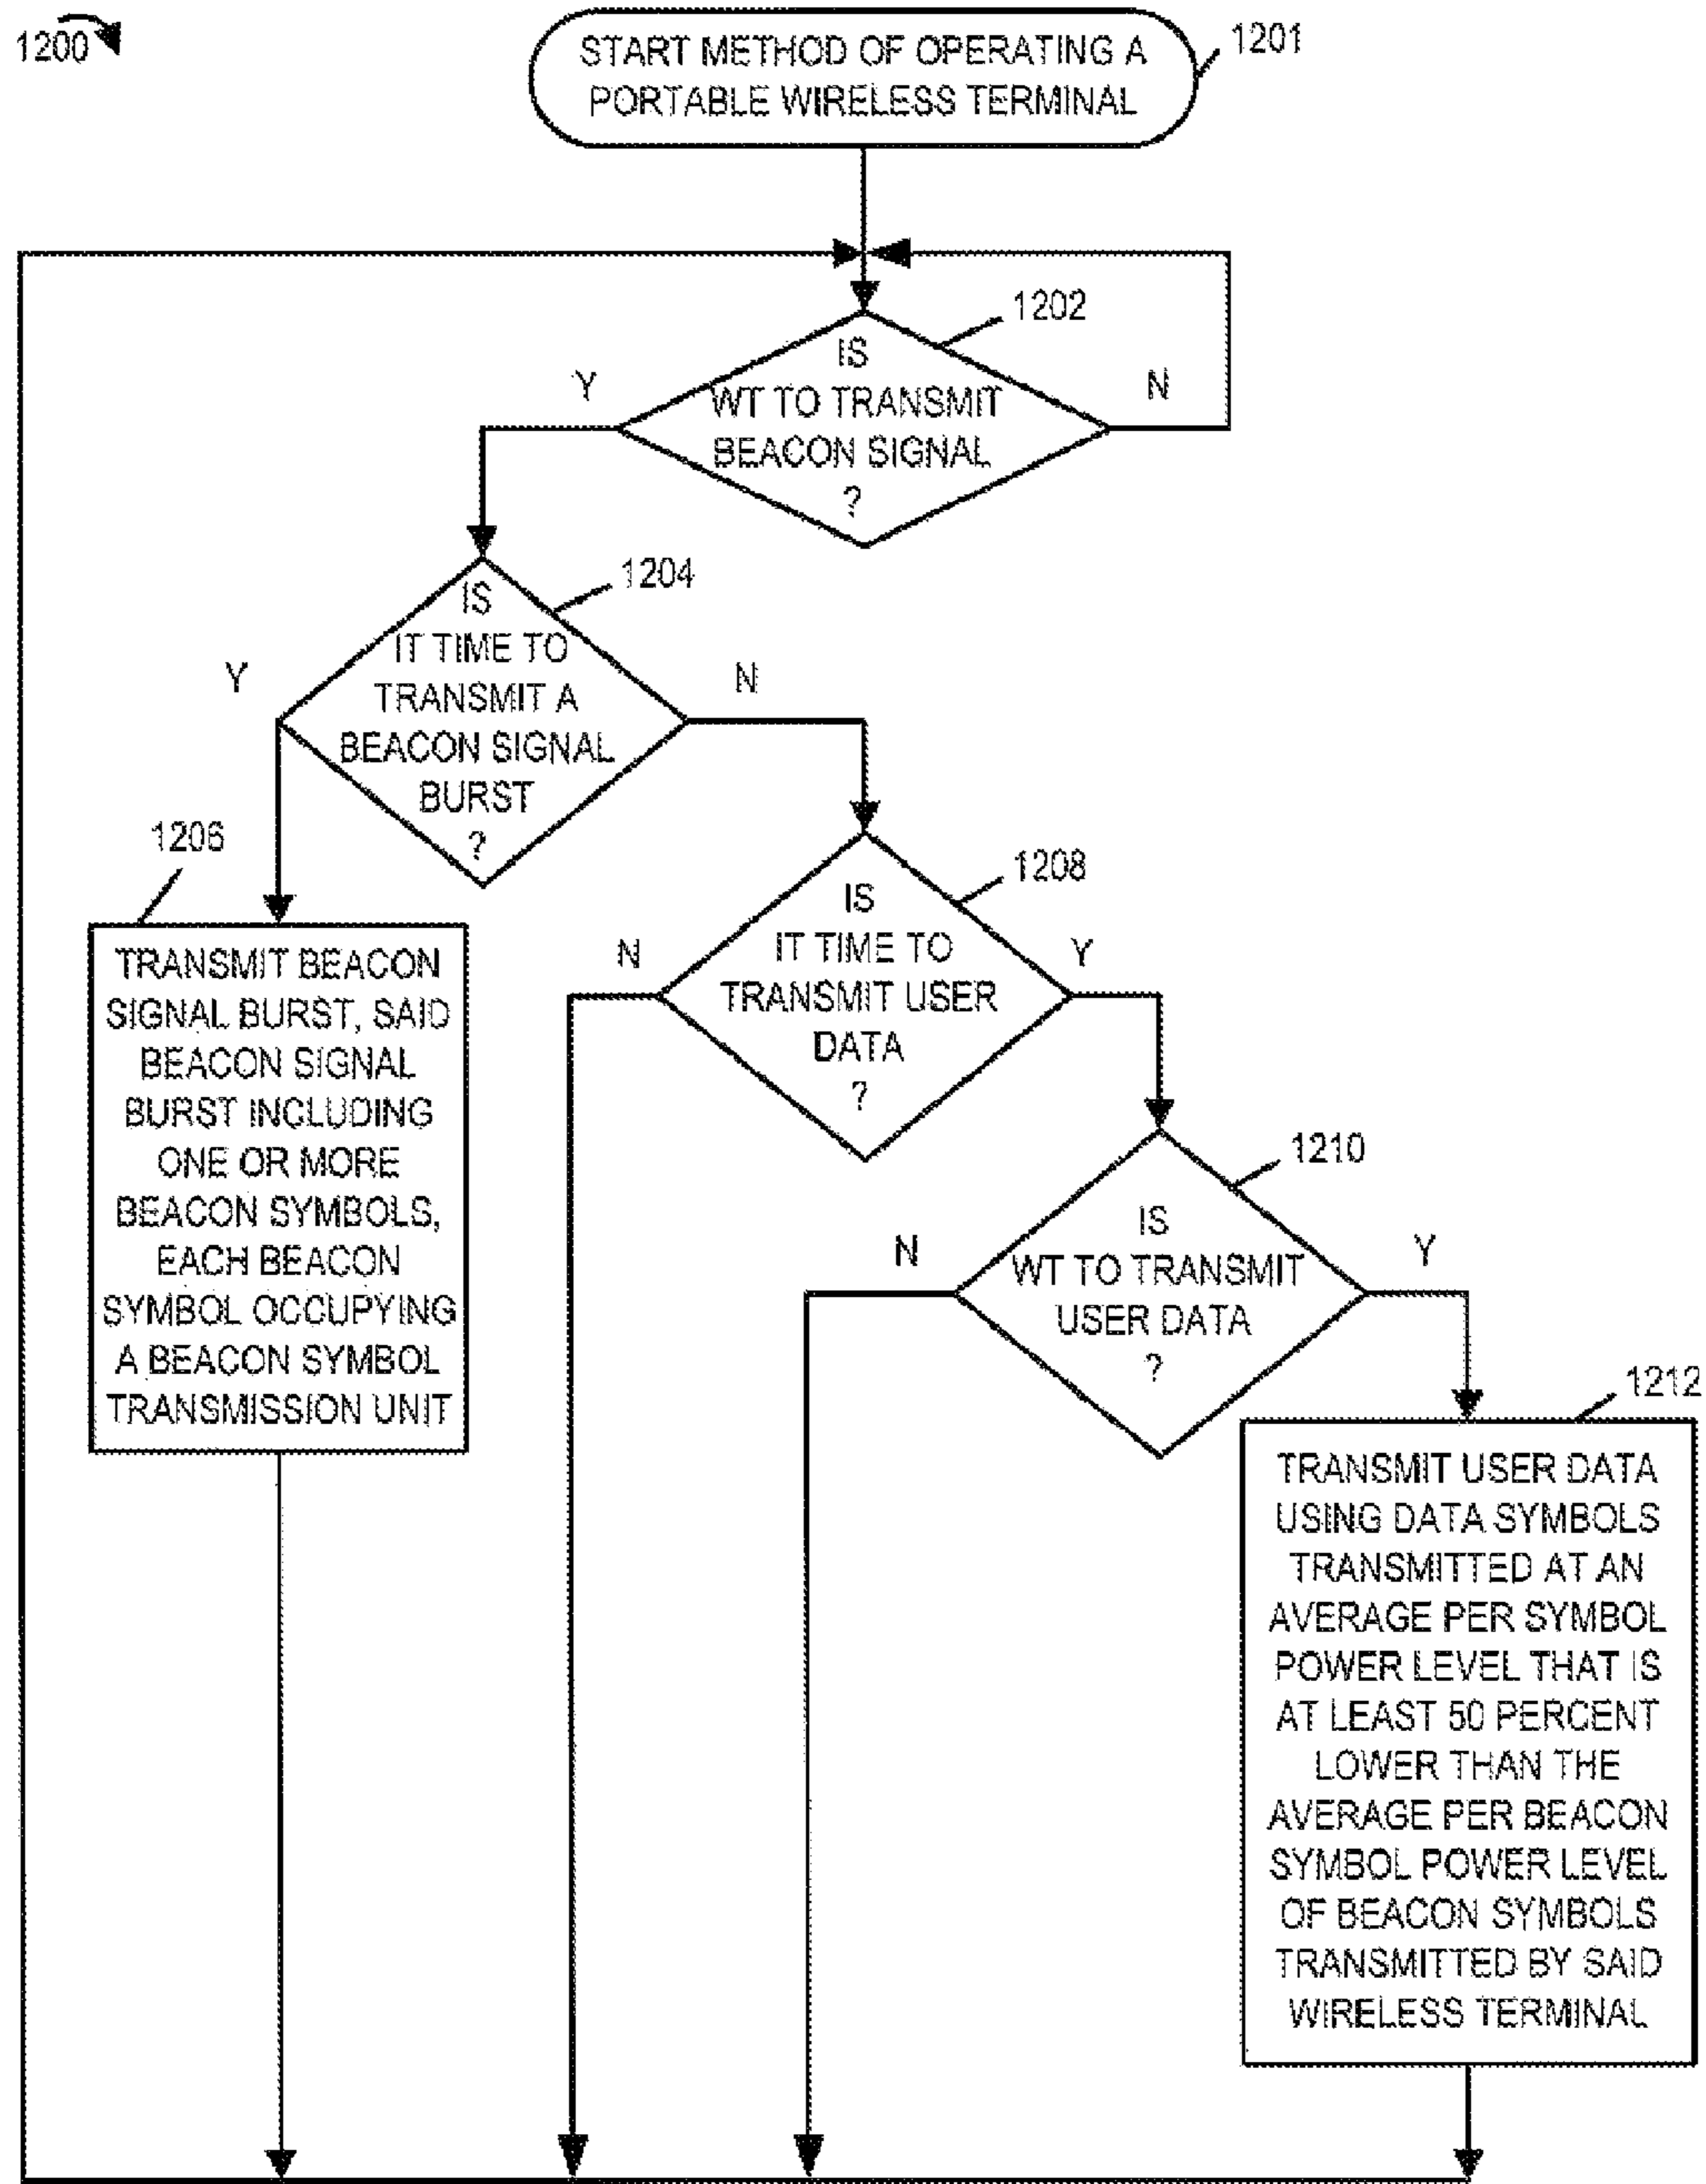 1200
START METHOD OF OPERATING A
PORTABLE WIRELESS TERMINAL
1201
1202
IS
WT TO TRANSMIT
BEACON SIGNAL
?
Y
N
1204
IS
IT TIME TO
TRANSMIT A
BEACON SIGNAL
BURST
?
Y
N
1206
TRANSMIT BEACON
SIGNAL BURST, SAID
BEACON SIGNAL
BURST INCLUDING
ONE OR MORE
BEACON SYMBOLS,
EACH BEACON
SYMBOL OCCUPYING
A BEACON SYMBOL
TRANSMISSION UNIT
1208
IS
IT TIME TO
TRANSMIT USER
DATA
?
N
Y
1210
IS
WT TO TRANSMIT
USER DATA
?
N
Y
1212
TRANSMIT USER DATA
USING DATA SYMBOLS
TRANSMITTED AT AN
AVERAGE PER SYMBOL
POWER LEVEL THAT IS
AT LEAST 50 PERCENT
LOWER THAN THE
AVERAGE PER BEACON
SYMBOL POWER LEVEL
OF BEACON SYMBOLS
TRANSMITTED BY SAID
WIRELESS TERMINAL